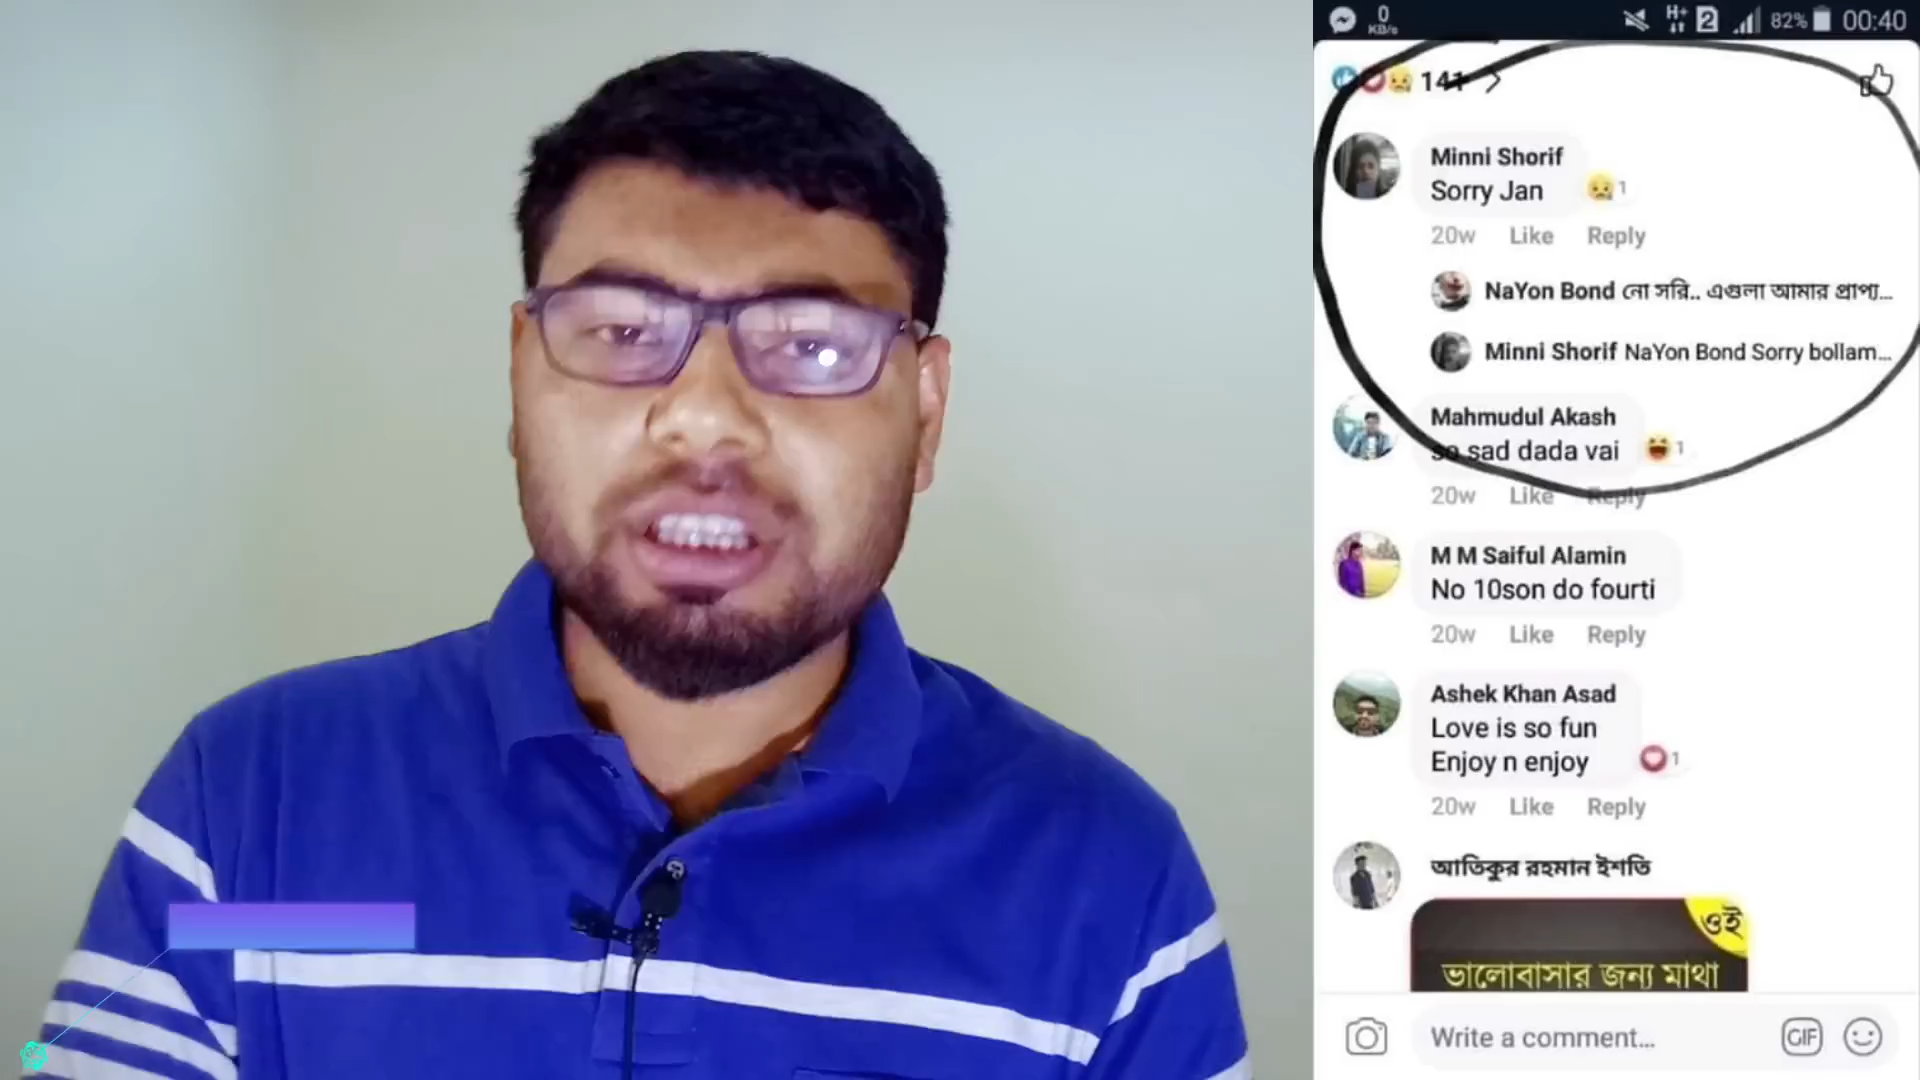 0
KB/s
H+
2
82%
00:40
141
Minni Shorif
Sorry Jan
1
20w Like Reply
NaYon Bond নো সরি.. এগুলা আমার প্রাপ্য...
Minni Shorif NaYon Bond Sorry bollam...
Mahmudul Akash
so sad dada vai
1
20w Like Reply
M M Saiful Alamin
No 10son do fourti
20w Like Reply
Ashek Khan Asad
Love is so fun
Enjoy n enjoy
1
20w Like Reply
আতিকুর রহমান ইশতি
ওই
ভালোবাসার জন্য মাথা
Write a comment...
GIF